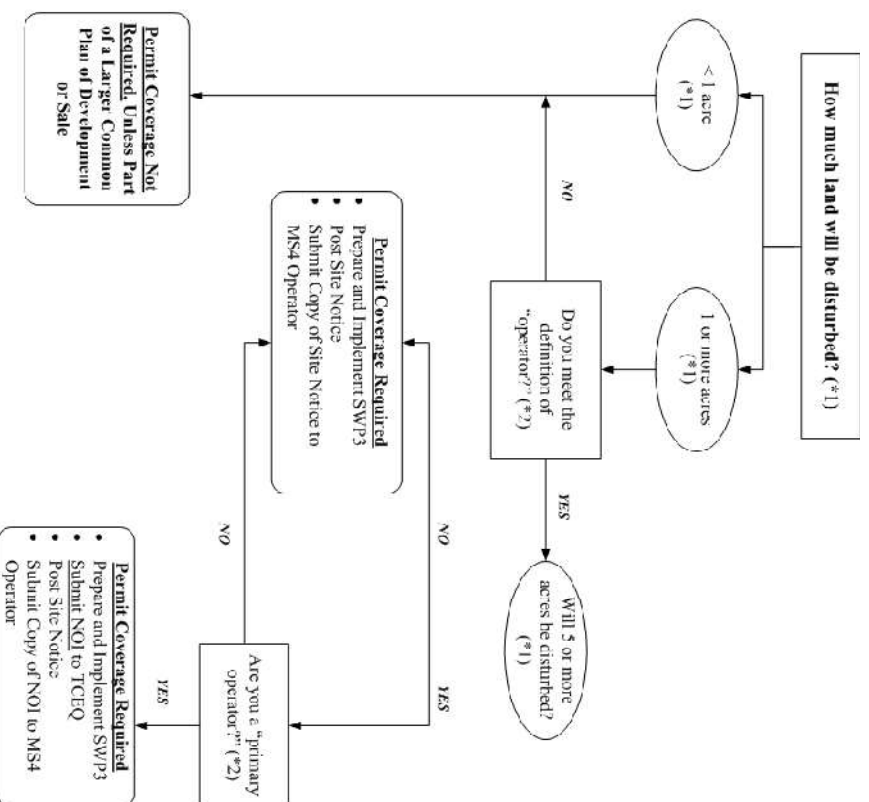 How much land will be disturbed? (*1)
< 1 acre
(*1)
1 or more acres
(*1)
Do you meet the
definition of
“operator?” (*2)
NO
YES
Will 5 or more
acres be disturbed?
(*1)
Permit Coverage Not
Required, Unless Part
of a Larger Common
Plan of Development
or Sale
Permit Coverage Required
• Prepare and Implement SWP3
• Post Site Notice
• Submit Copy of Site Notice to
MS4 Operator
NO
YES
Are you a “primary
operator?” (*2)
NO
YES
Permit Coverage Required
• Prepare and Implement SWP3
• Submit NOI to TCEQ
• Post Site Notice
• Submit Copy of NOI to MS4
Operator